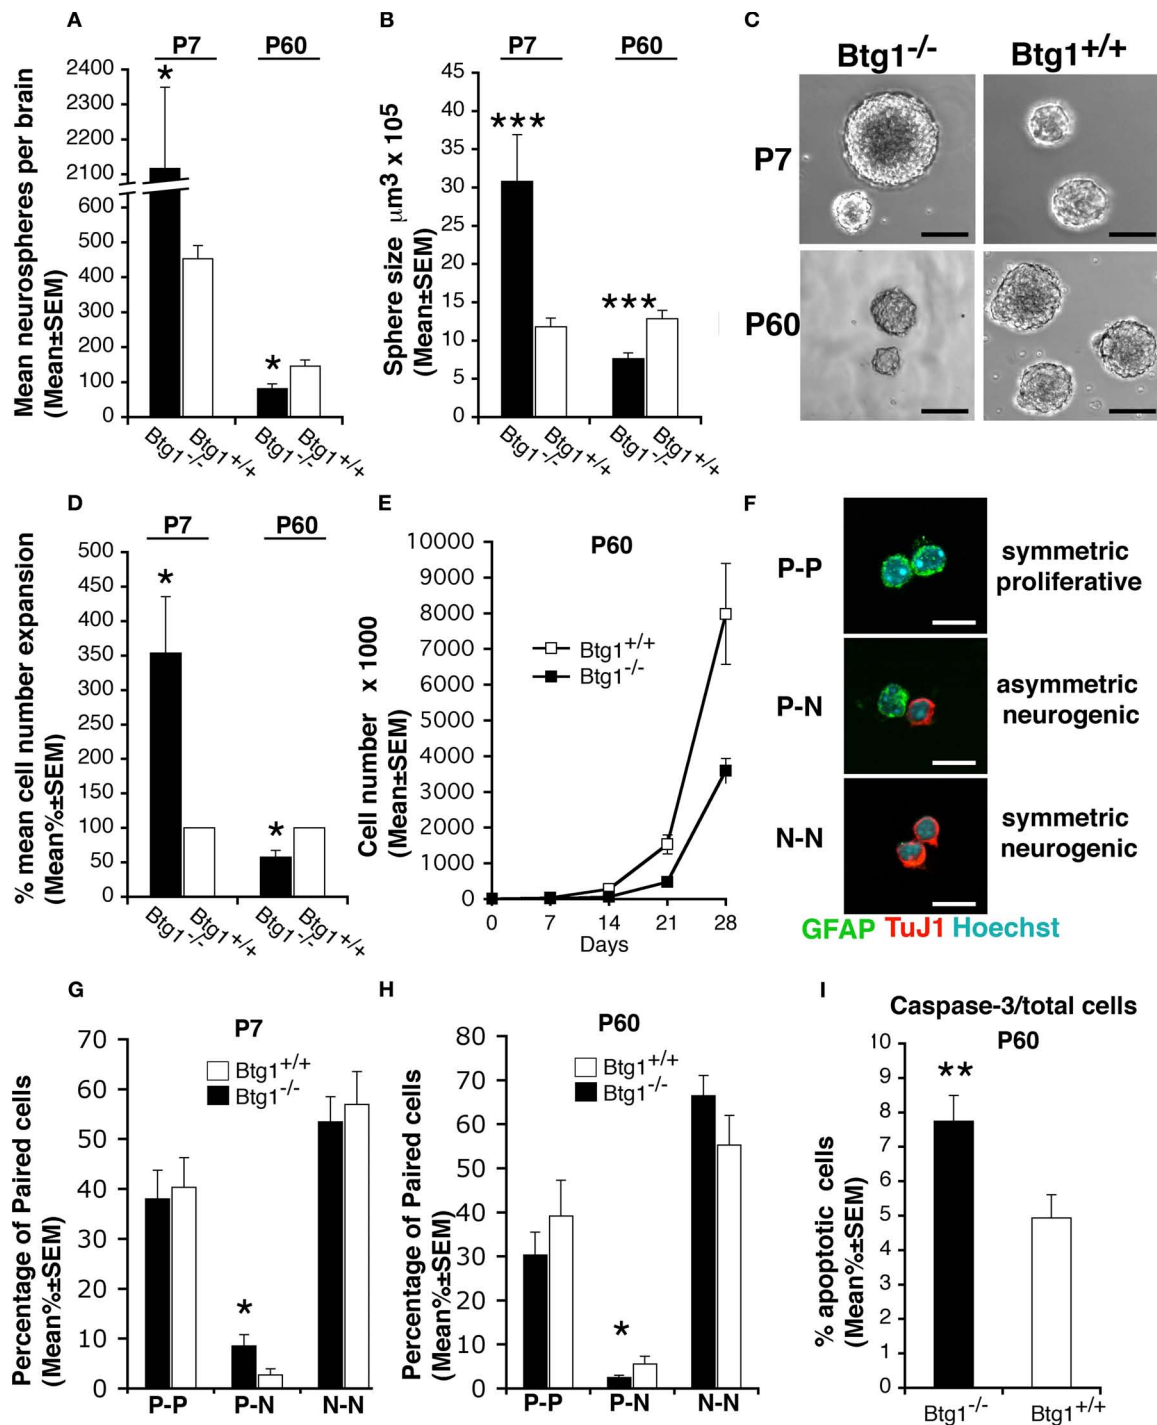 A
P7 P60
Mean neurospheres per brain
(Mean±SEM)
2400
2300
2200
2100
600
500
400
300
200
100
0
*
*
Btg1-/- Btg1+/+ Btg1-/- Btg1+/+
B
P7 P60
Sphere size µm3 x 105
(Mean±SEM)
45
40
35
30
25
20
15
10
5
0
***
***
Btg1-/- Btg1+/+ Btg1-/- Btg1+/+
C
Btg1-/- Btg1+/+
P7
P60
D
P7 P60
% mean cell number expansion
(Mean%±SEM)
500
450
400
350
300
250
200
150
100
50
0
*
*
Btg1-/- Btg1+/+ Btg1-/- Btg1+/+
E
P60
Cell number x 1000
(Mean±SEM)
10000
9000
8000
7000
6000
5000
4000
3000
2000
1000
0
Btg1+/+
Btg1-/-
0 7 14 21 28
Days
F
P-P symmetric
proliferative
P-N asymmetric
neurogenic
N-N symmetric
neurogenic
GFAP TuJ1 Hoechst
G
P7
Percentage of Paired cells
(Mean%±SEM)
70
60
50
40
30
20
10
0
Btg1+/+
Btg1-/-
*
P-P P-N N-N
H
P60
Percentage of Paired cells
(Mean%±SEM)
80
70
60
50
40
30
20
10
0
Btg1+/+
Btg1-/-
*
P-P P-N N-N
I
Caspase-3/total cells
P60
% apoptotic cells
(Mean%±SEM)
10
9
8
7
6
5
4
3
2
1
0
**
Btg1-/- Btg1+/+